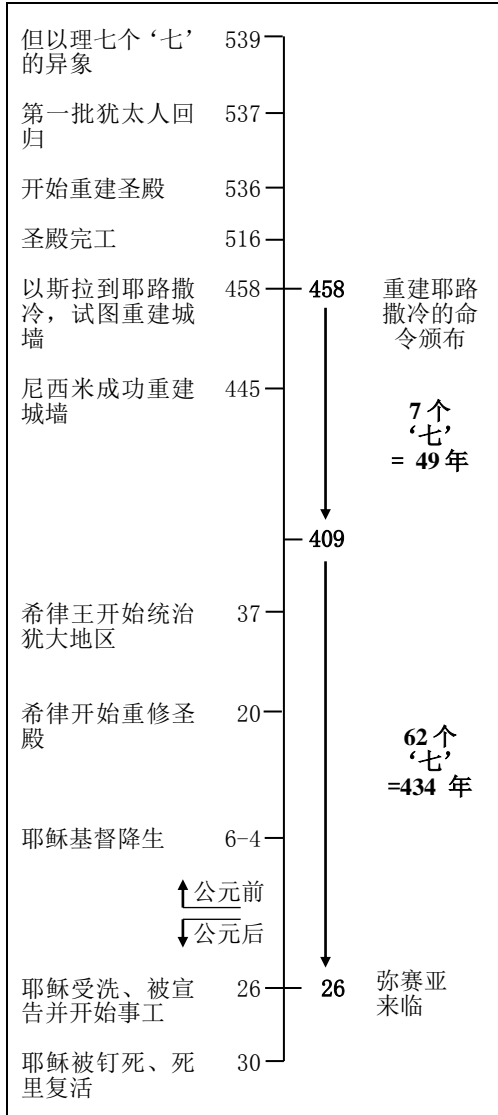 但以理七个‘七’ 539
的异象
第一批犹太人回 537
归
开始重建圣殿 536
圣殿完工 516
以斯拉到耶路撒 458 458 重建耶路
冷，试图重建城 撒冷的命
墙 令颁布
尼西米成功重建 445
城墙
7个
‘七’
= 49年
409
希律王开始统治 37
犹大地区
希律开始重修圣 20
殿
62个
‘七’
=434 年
耶稣基督降生 6-4
公元前
公元后
耶稣受洗、被宣 26 26 弥赛亚
告并开始事工 来临
耶稣被钉死、死 30
里复活